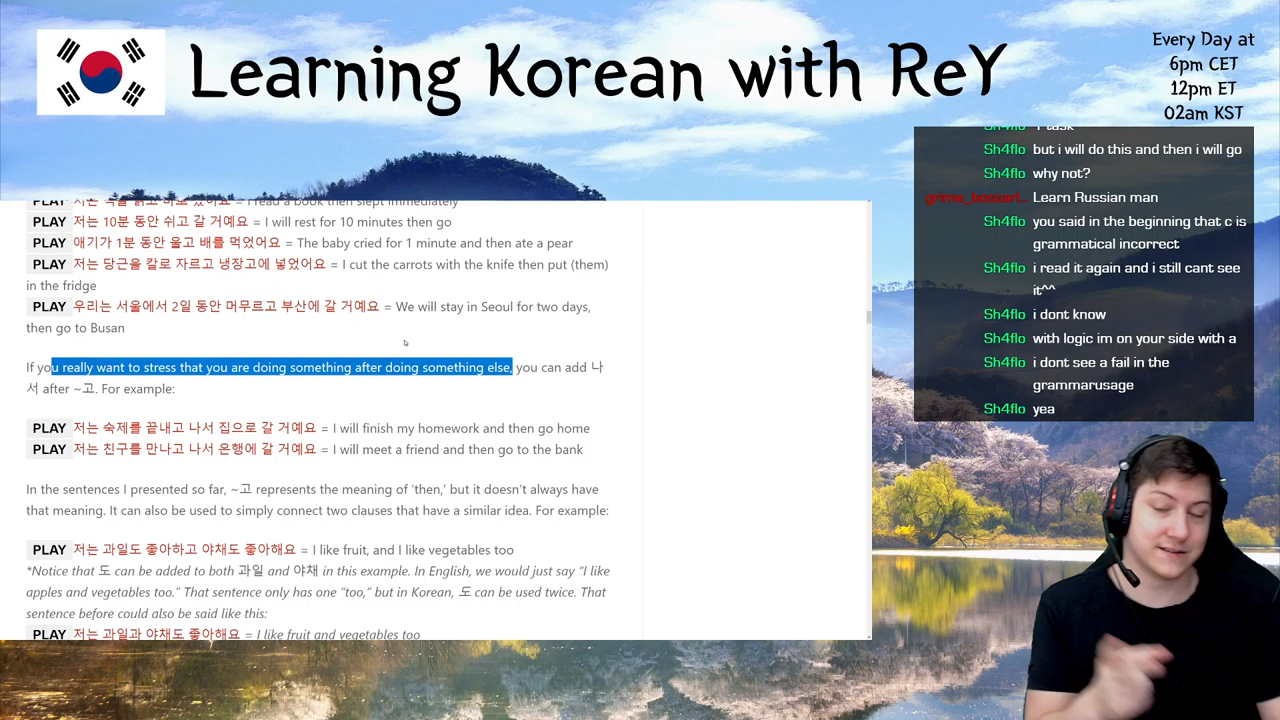 Learning Korean with ReY
Every Day at
6pm CET
12pm ET
02am KST
Sh4flo but i will do this and then i will go
Sh4flo why not?
Learn Russian man
Sh4flo you said in the beginning that c is
grammatical incorrect
Sh4flo i read it again and i still cant see
it^^
Sh4flo i dont know
Sh4flo with logic im on your side with a
Sh4flo i dont see a fail in the
grammarusage
Sh4flo yea
PLAY 저는 10분 동안 쉬고 갈 거예요 = I will rest for 10 minutes then go
PLAY 애기가 1분 동안 울고 배를 먹었어요 = The baby cried for 1 minute and then ate a pear
PLAY 저는 당근을 칼로 자르고 냉장고에 넣었어요 = I cut the carrots with the knife then put (them)
in the fridge
PLAY 우리는 서울에서 2일 동안 머무르고 부산에 갈 거예요 = We will stay in Seoul for two days,
then go to Busan
If you really want to stress that you are doing something after doing something else, you can add 나
서 after ~고. For example:
PLAY 저는 숙제를 끝내고 나서 집으로 갈 거예요 = I will finish my homework and then go home
PLAY 저는 친구를 만나고 나서 은행에 갈 거예요 = I will meet a friend and then go to the bank
In the sentences I presented so far, ~고 represents the meaning of ‘then,’ but it doesn’t always have
that meaning. It can also be used to simply connect two clauses that have a similar idea. For example:
PLAY 저는 과일도 좋아하고 야채도 좋아해요 = I like fruit, and I like vegetables too
*Notice that 도 can be added to both 과일 and 야채 in this example. In English, we would just say “I like
apples and vegetables too.” That sentence only has one “too,” but in Korean, 도 can be used twice. That
sentence before could also be said like this:
PLAY 저는 과일과 야채도 좋아해요 = I like fruit and vegetables too